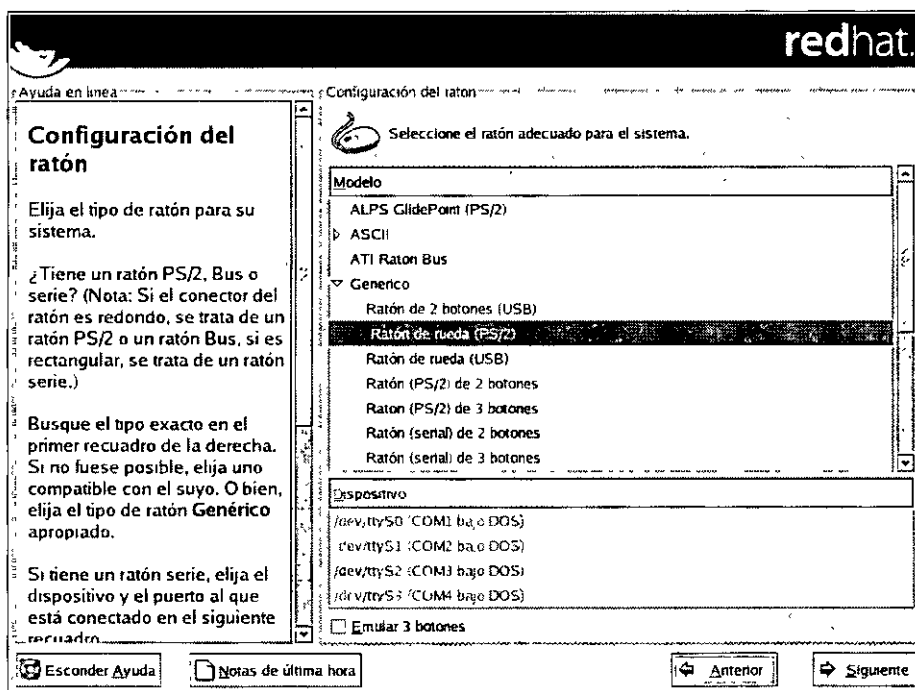 redhat.
Ayuda en linea
Configuración del
ratón
Elija el tipo de ratón para su
sistema.
¿Tiene un ratón PS/2, Bus o
serie? (Nota: Si el conector del
ratón es redondo, se trata de un
ratón PS/2 o un ratón Bus, si es
rectangular, se trata de un ratón
serie.)
Busque el tipo exacto en el
primer recuadro de la derecha.
Si no fuese posible, elija uno
compatible con el suyo. O bien,
elija el tipo de ratón Genérico
apropiado.
Si tiene un ratón serie, elija el
dispositivo y el puerto al que
está conectado en el siguiente
recuadro
Configuración del raton
Seleccione el ratón adecuado para el sistema.
Modelo
ALPS GlidePoint (PS/2)
ASCII
ATI Raton Bus
Generico
Ratón de 2 botones (USB)
Ratón de rueda (PS/2)
Ratón de rueda (USB)
Ratón (PS/2) de 2 botones
Raton (PS/2) de 3 botones
Ratón (serial) de 2 botones
Ratón (serial) de 3 botones
Dispositivo
/dev/ttyS0 (COM1 bajo DOS)
/dev/ttyS1 (COM2 bajo DOS)
/dev/ttyS2 (COM3 bajo DOS)
/dev/ttyS3 (COM4 bajo DOS)
Emular 3 botones
Esconder Ayuda
Notas de última hora
Anterior
Siguiente